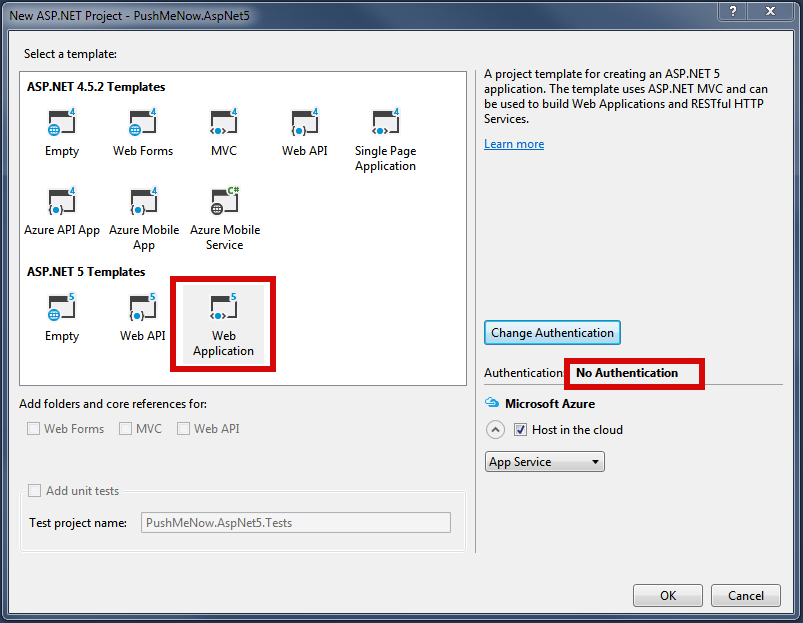 New ASP.NET Project - PushMeNow.AspNet5
?
Select a template:
ASP.NET 4.5.2 Templates
4 4 4 4 4
Empty Web Forms MVC Web API Single Page
Application
4 4 C#
Azure API App Azure Mobile Azure Mobile
App Service
ASP.NET 5 Templates
5 5 5
Empty Web API Web
Application
A project template for creating an ASP.NET 5
application. The template uses ASP.NET MVC and can
be used to build Web Applications and RESTful HTTP
Services.
Learn more
Change Authentication
Authentication: No Authentication
Microsoft Azure
Host in the cloud
App Service
Add folders and core references for:
Web Forms MVC Web API
Add unit tests
Test project name: PushMeNow.AspNet5.Tests
OK Cancel